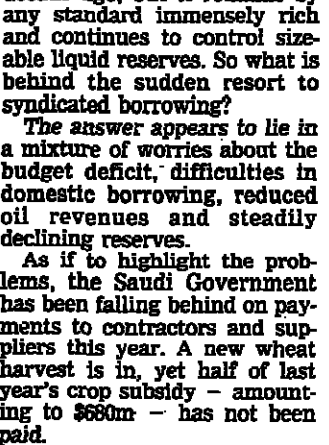 any standard immensely rich
and continues to control size-
able liquid reserves. So what is
behind the sudden resort to
syndicated borrowing?
The answer appears to lie in
a mixture of worries about the
budget deficit, difficulties in
domestic borrowing, reduced
oil revenues and steadily
declining reserves.
As if to highlight the prob-
lems, the Saudi Government
has been falling behind on pay-
ments to contractors and sup-
pliers this year. A new wheat
harvest is in, yet half of last
year's crop subsidy — amount-
ing to $680m — has not been
paid.